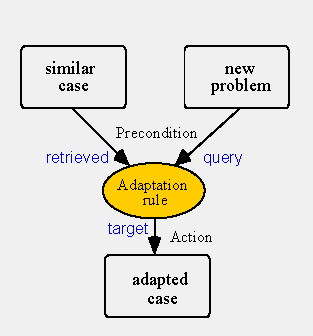 similar
case
new
problem
Precondition
retrieved
query
Adaptation
rule
target
Action
adapted
case